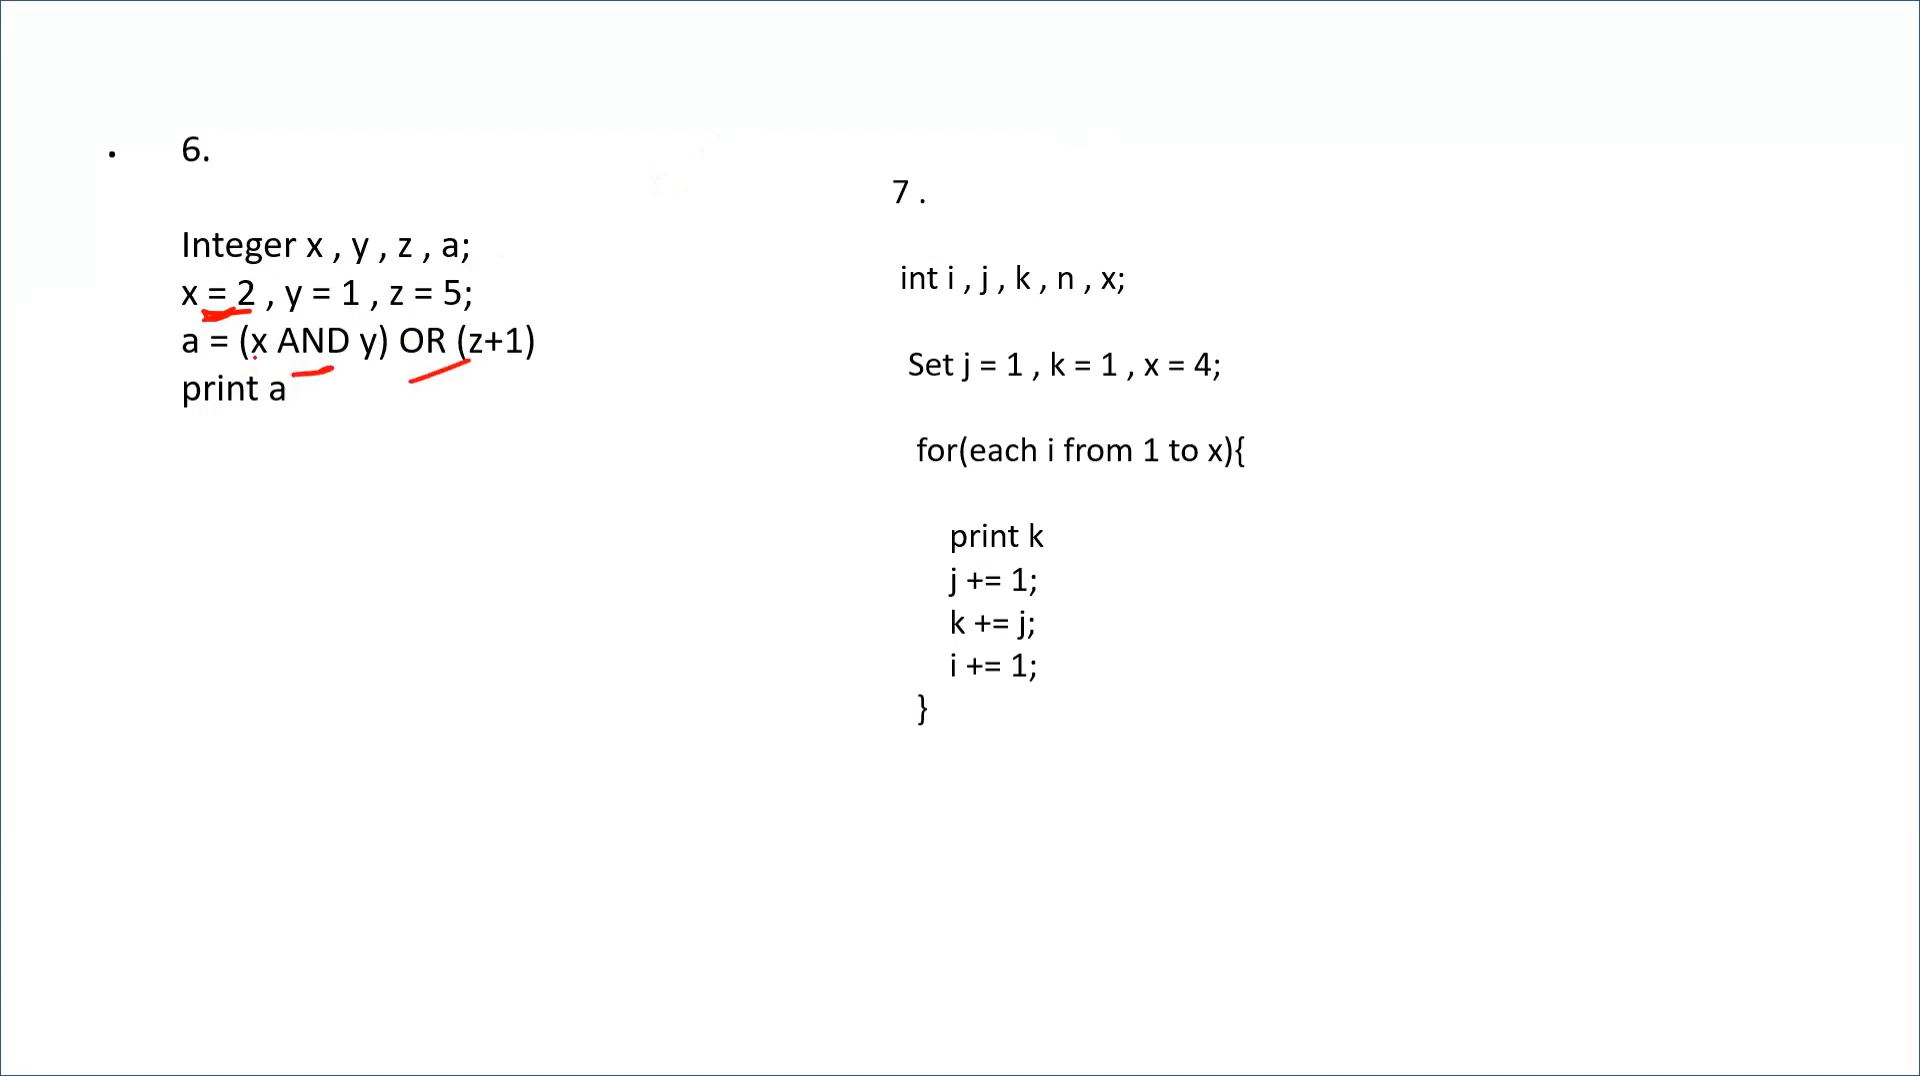 6.
Integer x , y , z , a;
x = 2 , y = 1 , z = 5;
a = (x AND y) OR (z+1)
print a
7 .
int i , j , k , n , x;
Set j = 1 , k = 1 , x = 4;
for(each i from 1 to x){
print k
j += 1;
k += j;
i += 1;
}